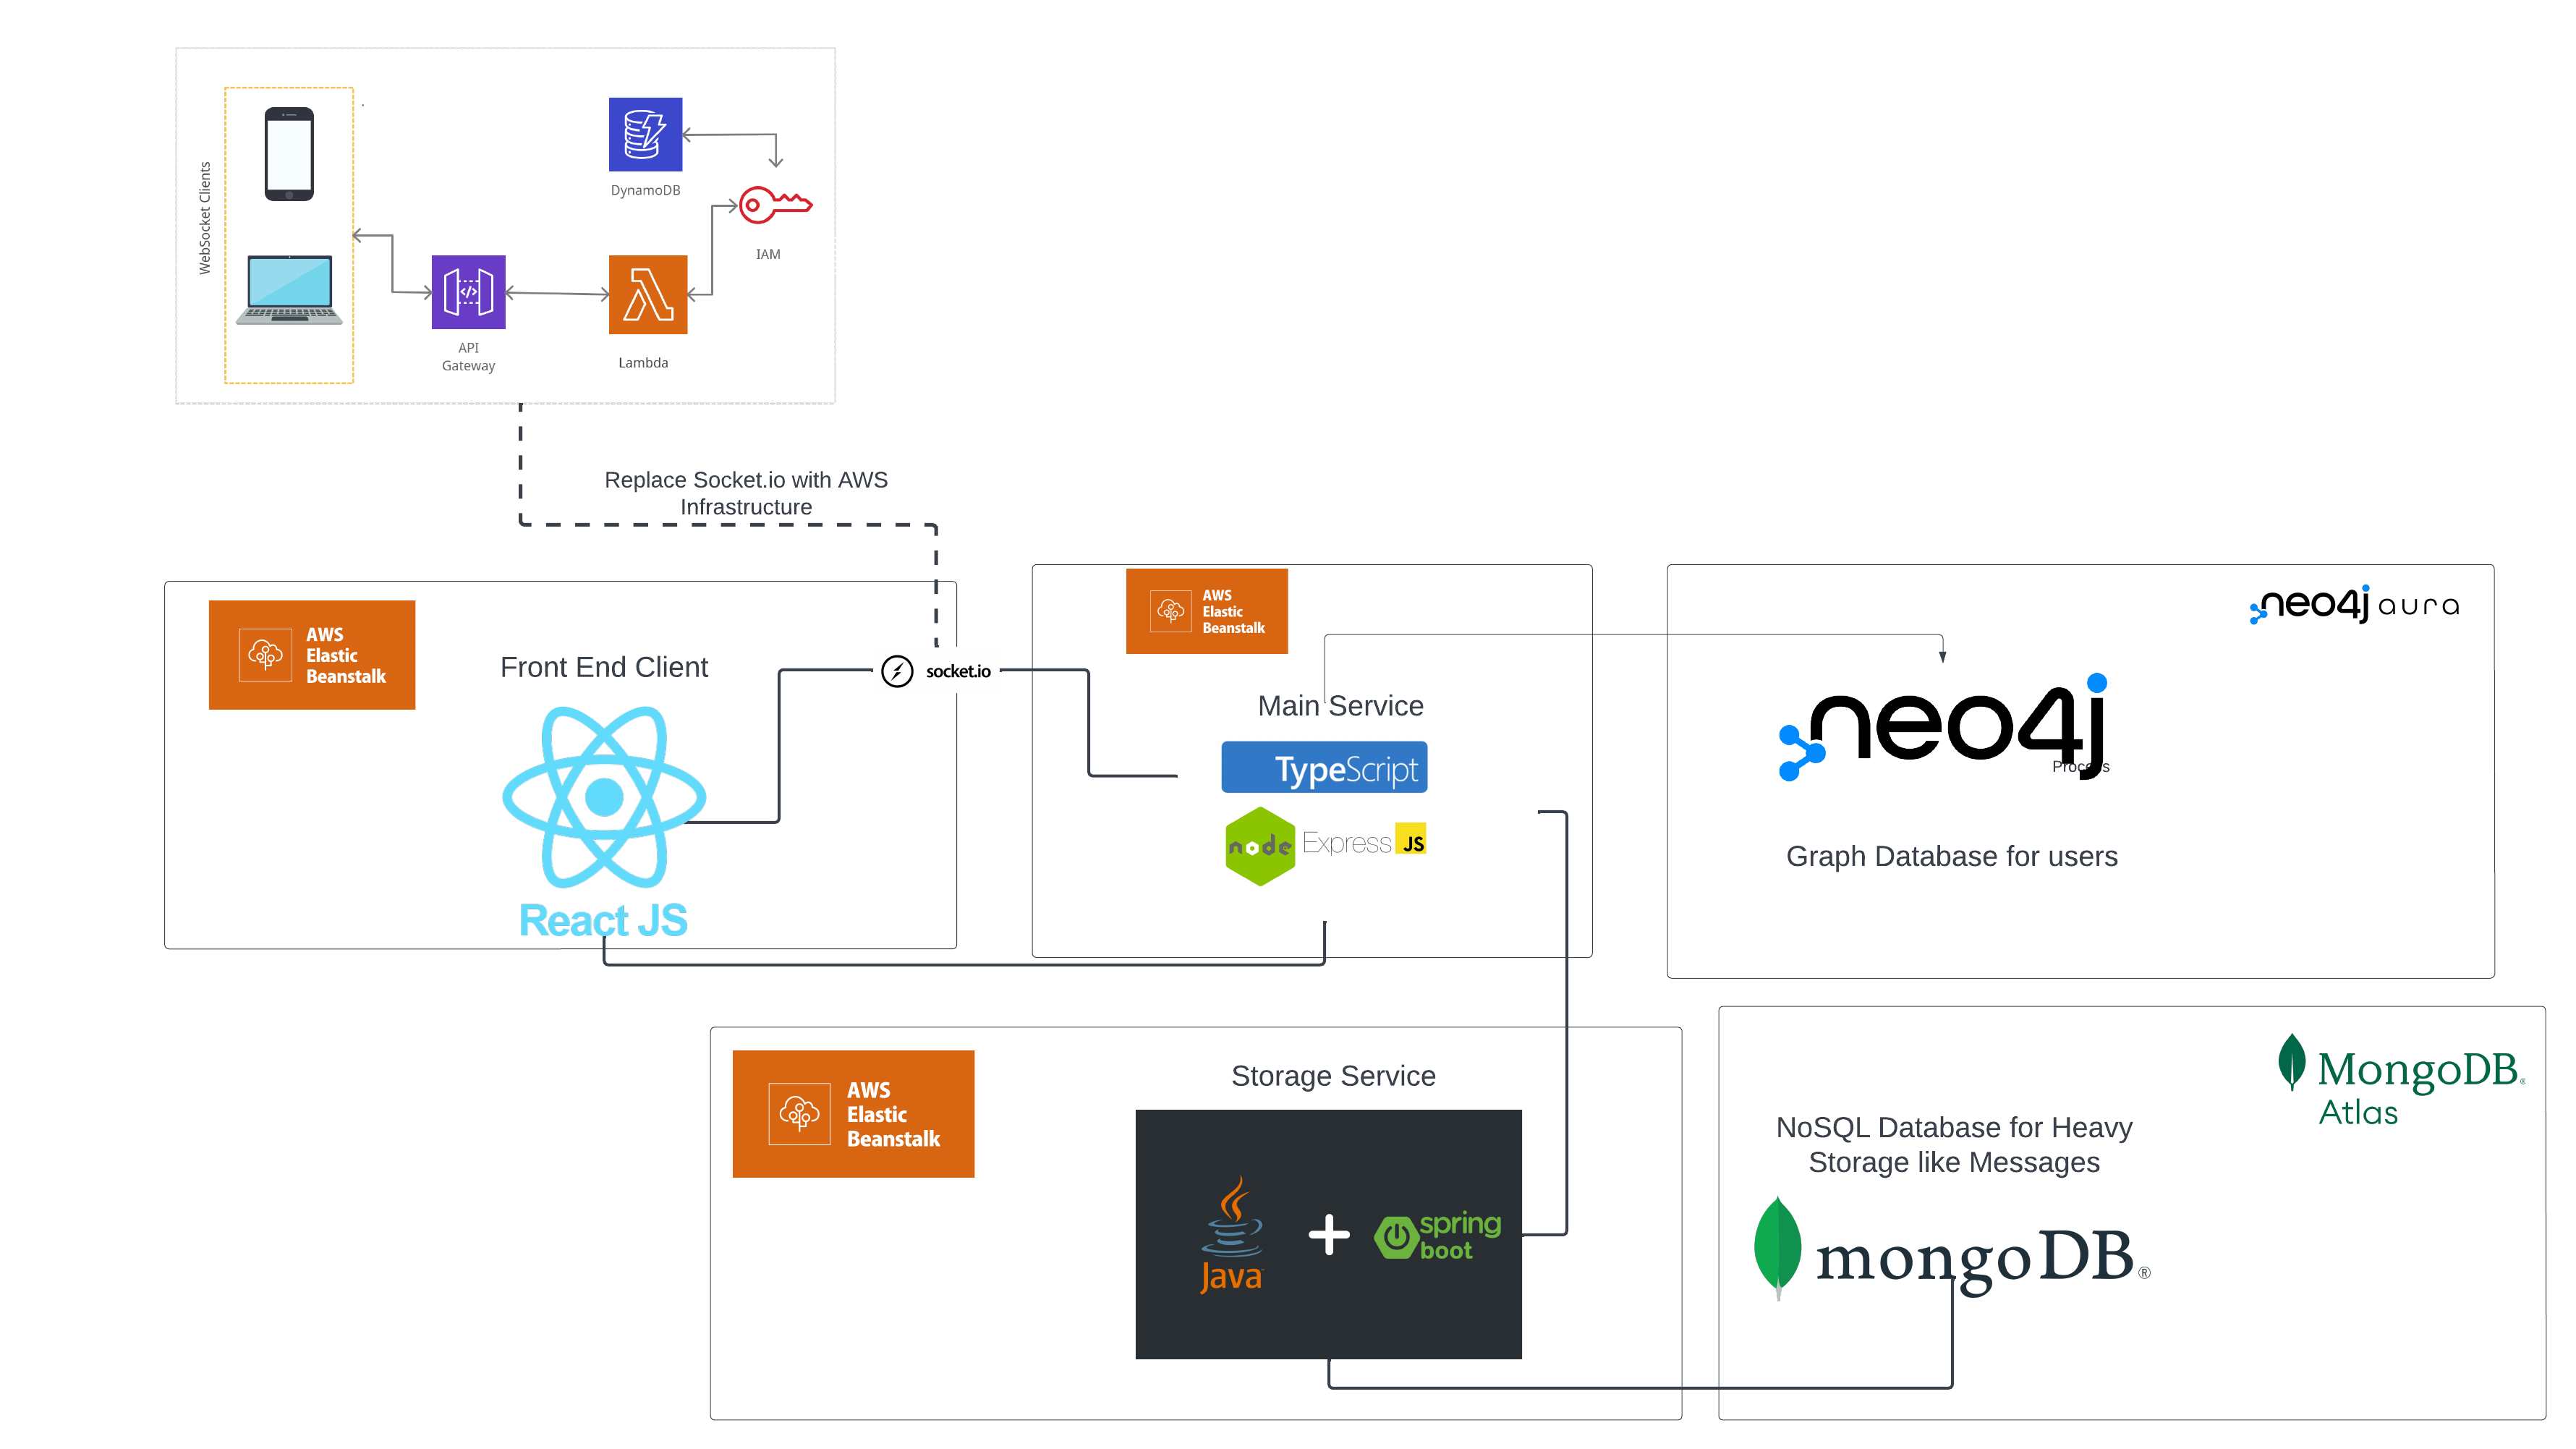 WebSocket Clients
DynamoDB
IAM
API
Gateway
Lambda
Replace Socket.io with AWS
Infrastructure
AWS
Elastic
Beanstalk
Front End Client
React JS
socket.io
AWS
Elastic
Beanstalk
Main Service
TypeScript
node
Express
JS
neo4j aura
neo4j
Process
Graph Database for users
AWS
Elastic
Beanstalk
Storage Service
Java
+
spring
boot
MongoDB®
Atlas
NoSQL Database for Heavy
Storage like Messages
mongoDB®